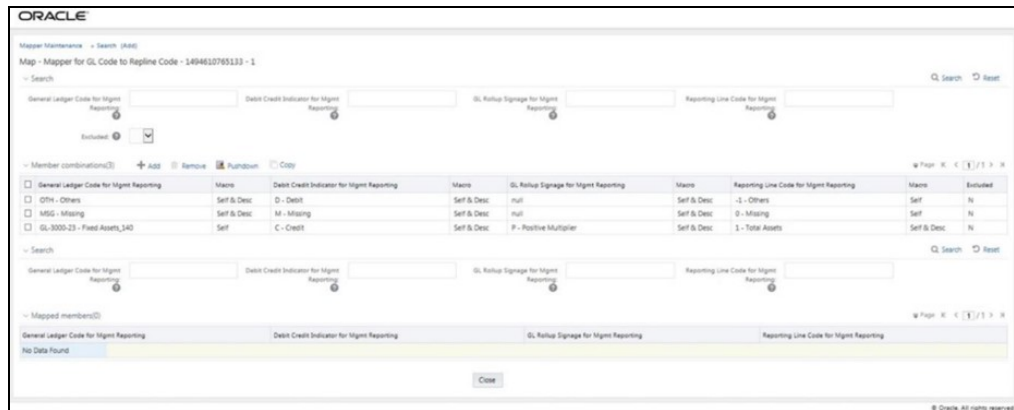 ORACLE
Mapper Maintenance » Search (Add)
Map - Mapper for GL Code to Repline Code - 1494610765133 - 1
Search
Search Reset
General Ledger Code for Mgmt Reporting:
Debit Credit Indicator for Mgmt Reporting:
GL Rollup Signage for Mgmt Reporting:
Reporting Line Code for Mgmt Reporting:
Excluded:
Member combinations(3) Add Remove Pushdown Copy Page 1 / 1
General Ledger Code for Mgmt Reporting Macro Debit Credit Indicator for Mgmt Reporting Macro GL Rollup Signage for Mgmt Reporting Macro Reporting Line Code for Mgmt Reporting Macro Excluded
OTH - Others Self & Desc D - Debit Self & Desc null Self & Desc -1 - Others Self N
MSG - Missing Self & Desc M - Missing Self & Desc null Self & Desc 0 - Missing Self N
GL-3000-23 - Fixed Assets_140 Self C - Credit Self & Desc P - Positive Multiplier Self & Desc 1 - Total Assets Self & Desc N
Search
Search Reset
General Ledger Code for Mgmt Reporting:
Debit Credit Indicator for Mgmt Reporting:
GL Rollup Signage for Mgmt Reporting:
Reporting Line Code for Mgmt Reporting:
Mapped members(0) Page 1 / 1
General Ledger Code for Mgmt Reporting Debit Credit Indicator for Mgmt Reporting GL Rollup Signage for Mgmt Reporting Reporting Line Code for Mgmt Reporting
No Data Found
Close
© Oracle. All rights reserved